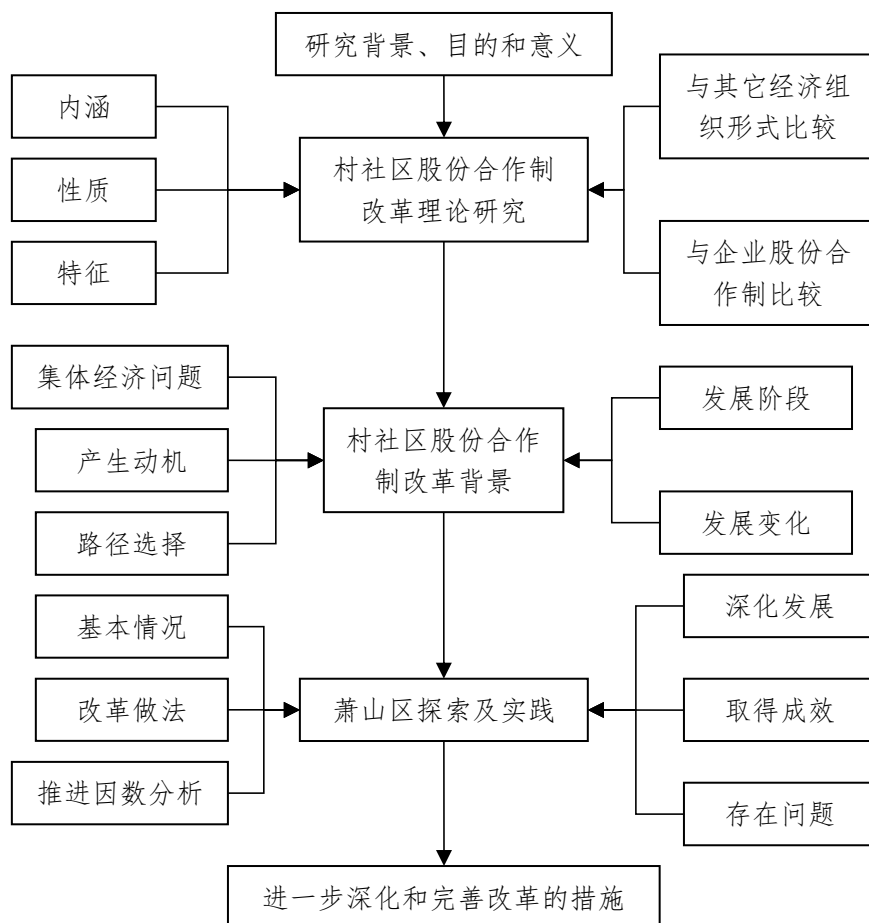 研究背景、目的和意义
内涵
性质
特征
村社区股份合作制
改革理论研究
与其它经济组
织形式比较
与企业股份合
作制比较
集体经济问题
产生动机
路径选择
村社区股份合作
制改革背景
发展阶段
发展变化
基本情况
改革做法
推进因数分析
萧山区探索及实践
深化发展
取得成效
存在问题
进一步深化和完善改革的措施